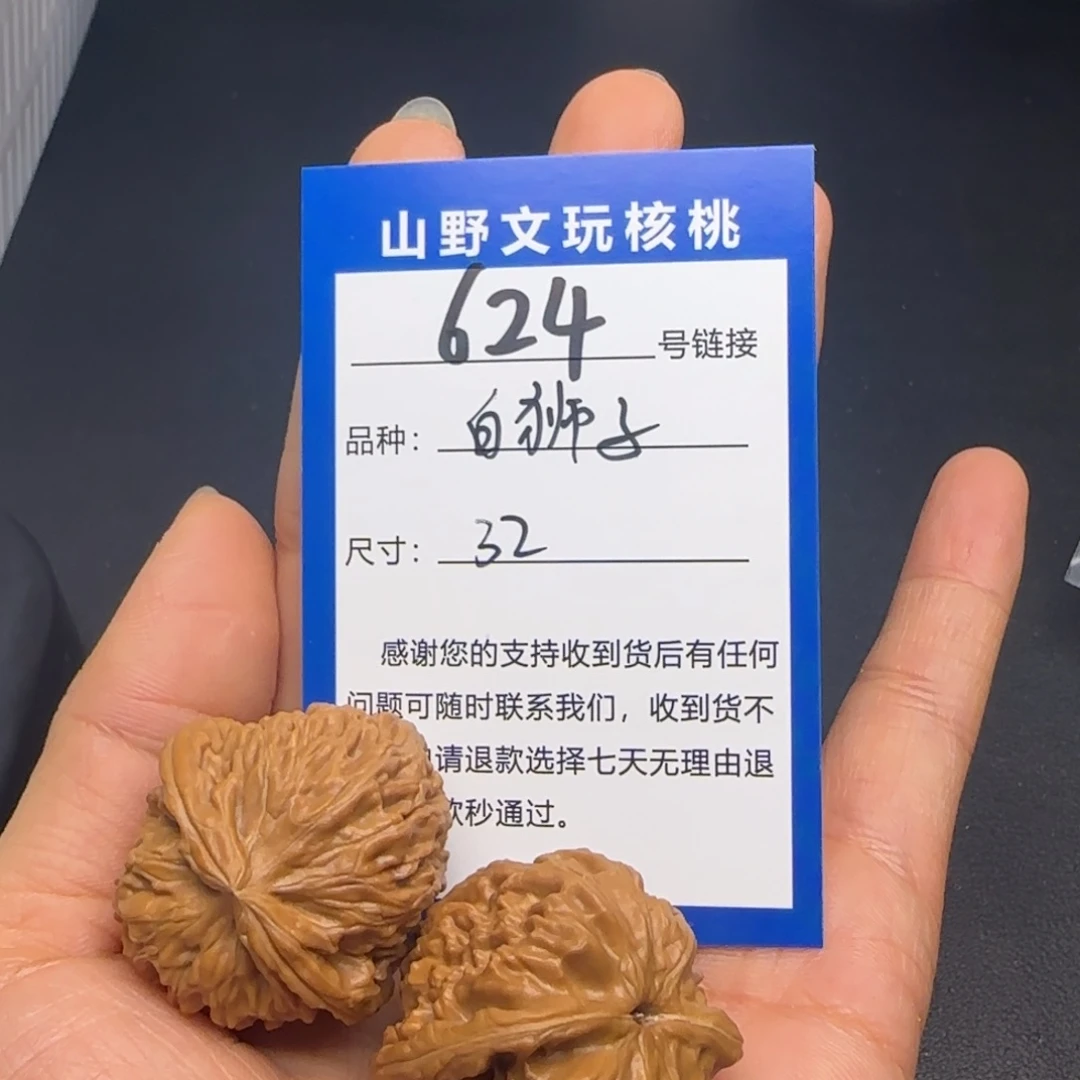 山野文玩核桃
624号链接
品种：白狮子
尺寸：32
感谢您的支持收到货后有任何
问题可随时联系我们，收到货不
请退款选择七天无理由退
秒通过。